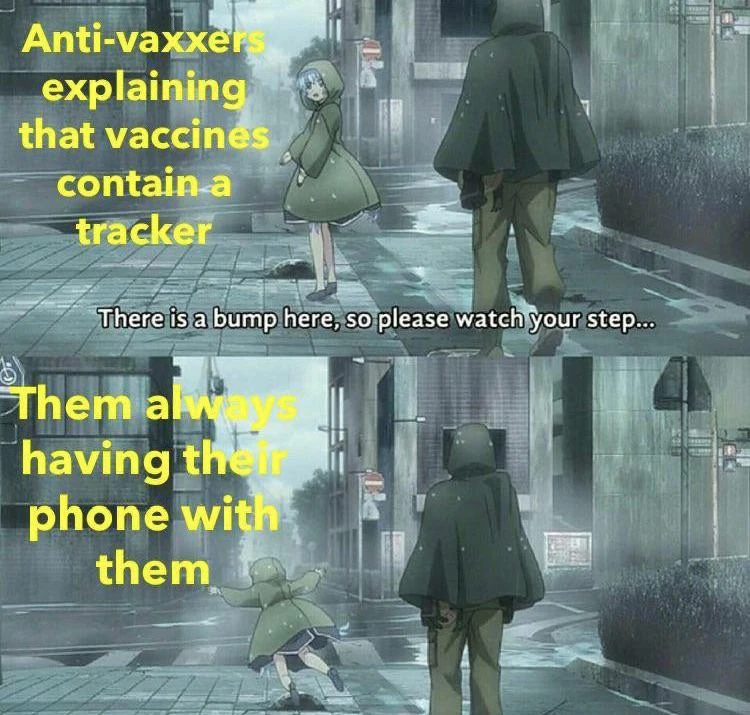 Anti-vaxxers
explaining
that vaccines
contain a
tracker
There is a bump here, so please watch your step...
Them always
having their
phone with
them